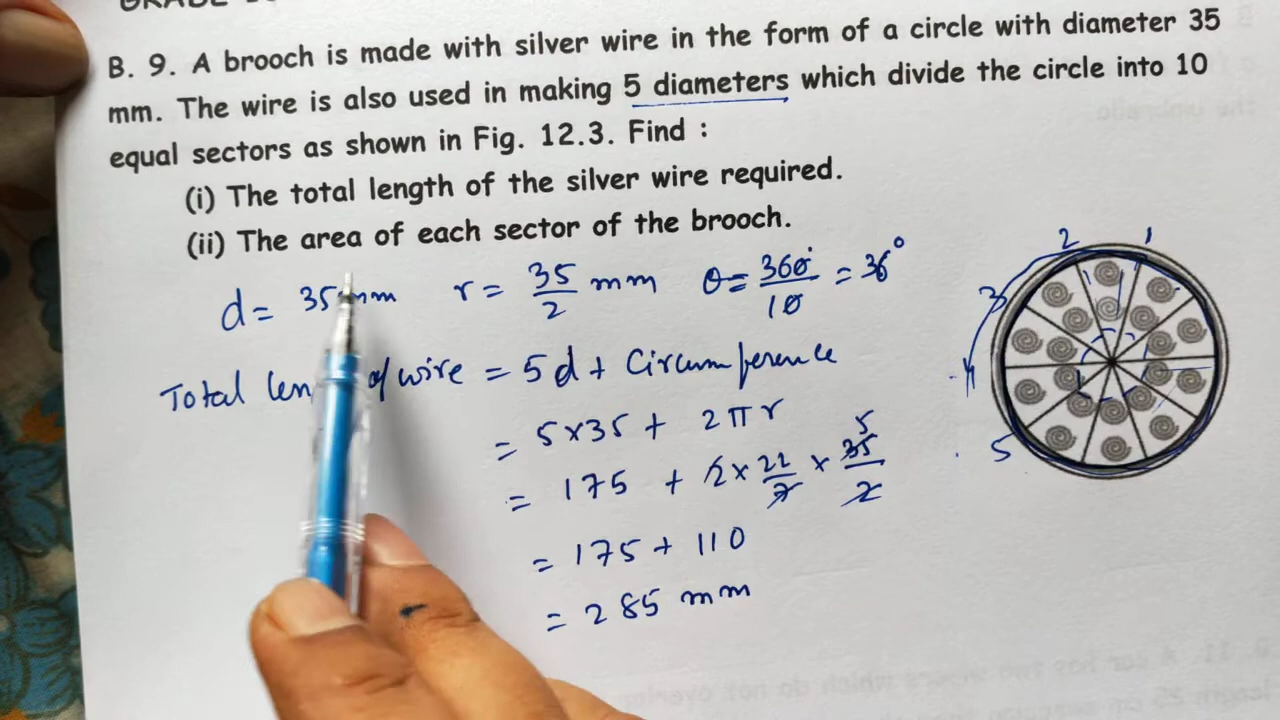 B. 9. A brooch is made with silver wire in the form of a circle with diameter 35
mm. The wire is also used in making 5 diameters which divide the circle into 10
equal sectors as shown in Fig. 12.3. Find :
(i) The total length of the silver wire required.
(ii) The area of each sector of the brooch.
d = 35 mm r = 35/2 mm θ = 360°/10 = 36°
Total len of wire = 5d + Circumference
= 5×35 + 2πr
= 175 + 2 × 22/7 × 35/2 5
= 175 + 110
= 285 mm
1
2
3
4
5